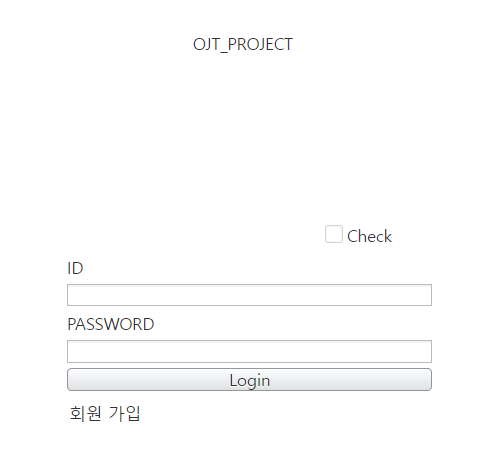 OJT_PROJECT
Check
ID
PASSWORD
Login
회원 가입